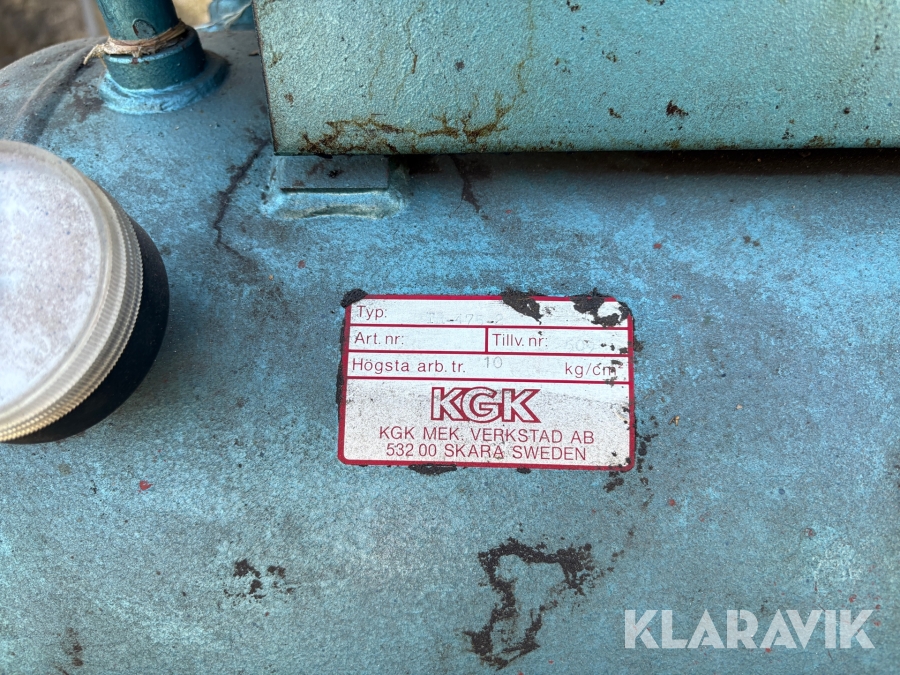 Typ:
Art. nr: Tillv. nr:
Högsta arb. tr. 10 kg/cm
KGK
KGK MEK. VERKSTAD AB
532 00 SKARA SWEDEN
KLARAVIK